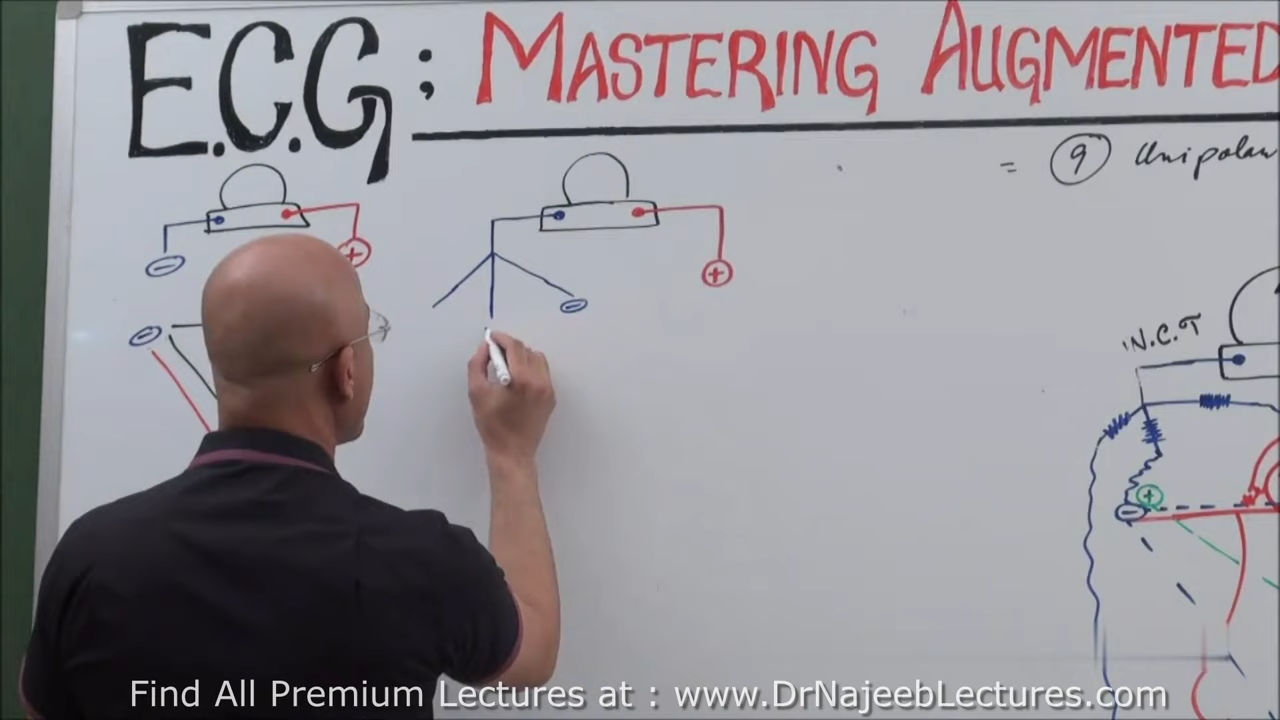 E.C.G; MASTERING AUGMENTED
= 9 Unipolar
- +
+
-
-
N.C.T
+
-
Find All Premium Lectures at : www.DrNajeebLectures.com